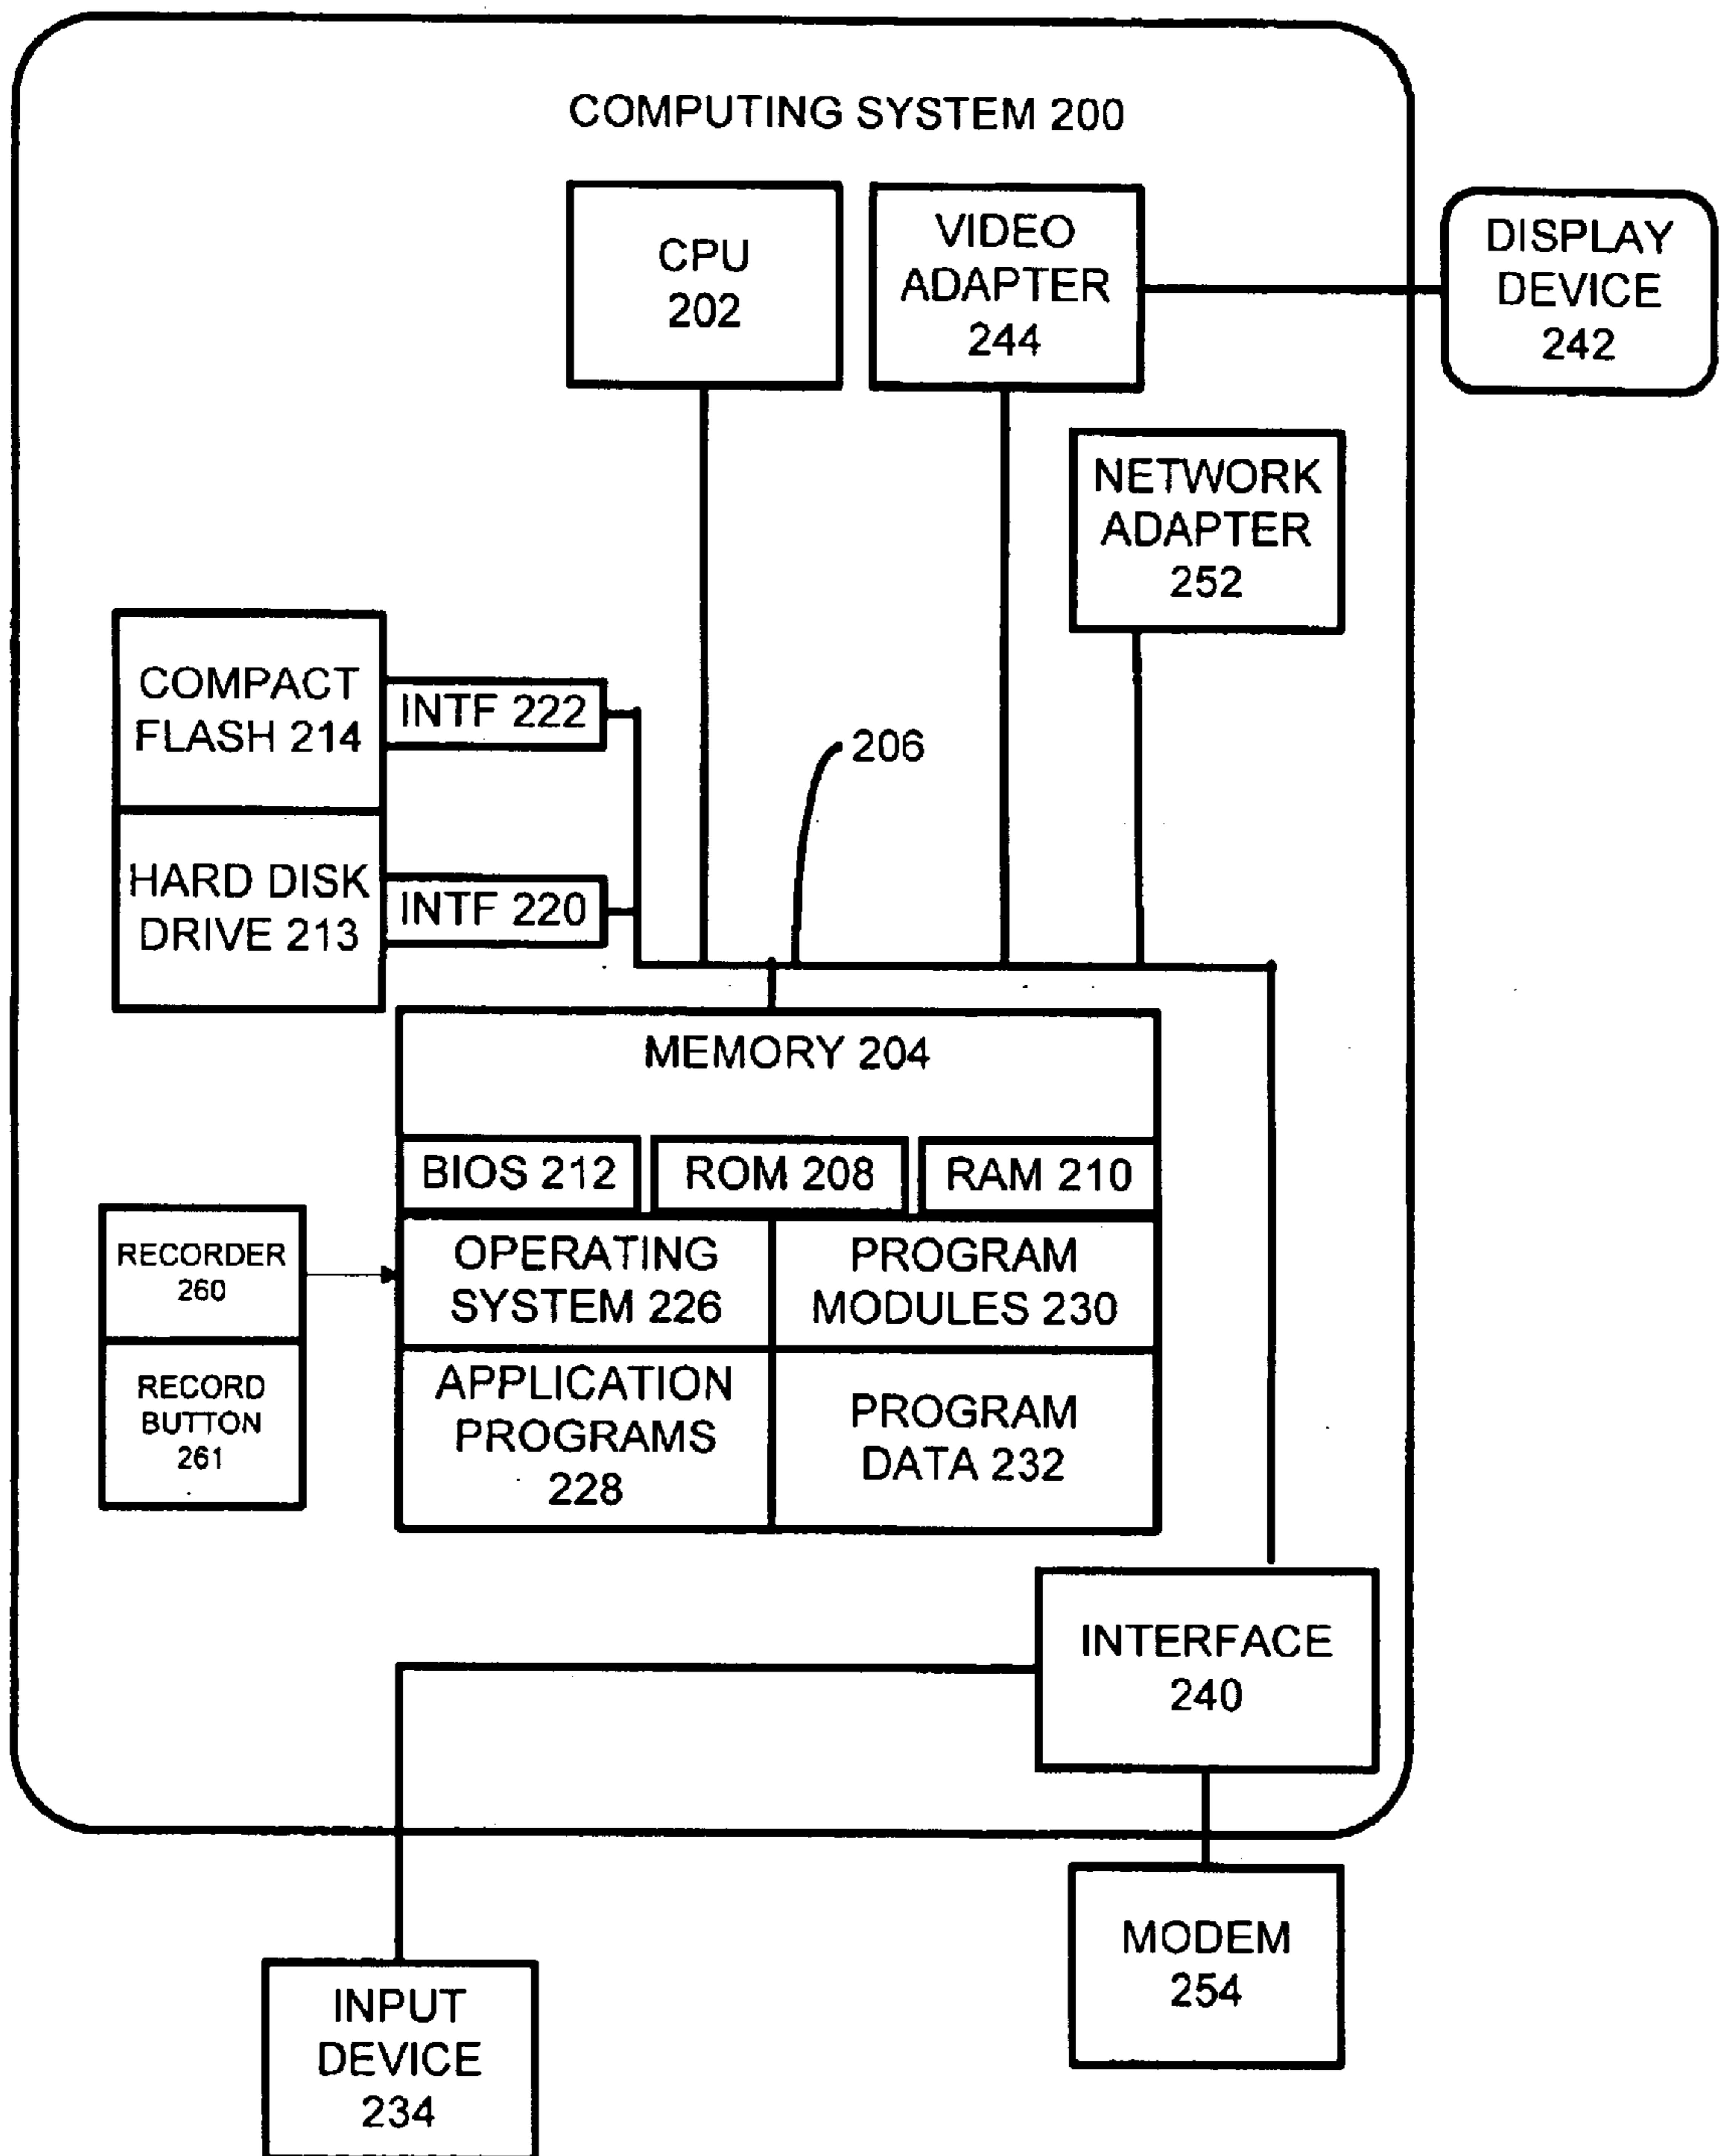 COMPUTING SYSTEM 200
CPU
202
VIDEO
ADAPTER
244
DISPLAY
DEVICE
242
NETWORK
ADAPTER
252
COMPACT
FLASH 214
INTF 222
206
HARD DISK
DRIVE 213
INTF 220
MEMORY 204
BIOS 212
ROM 208
RAM 210
RECORDER
260
OPERATING
SYSTEM 226
PROGRAM
MODULES 230
RECORD
BUTTON
261
APPLICATION
PROGRAMS
228
PROGRAM
DATA 232
INTERFACE
240
MODEM
254
INPUT
DEVICE
234